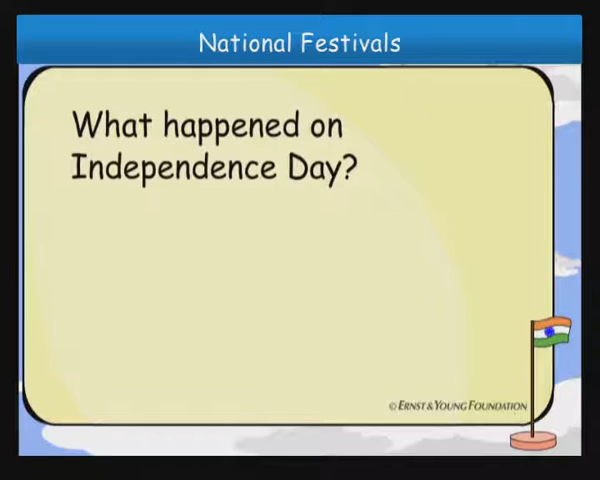 National Festivals
What happened on
Independence Day?
© ERNST & YOUNG FOUNDATION